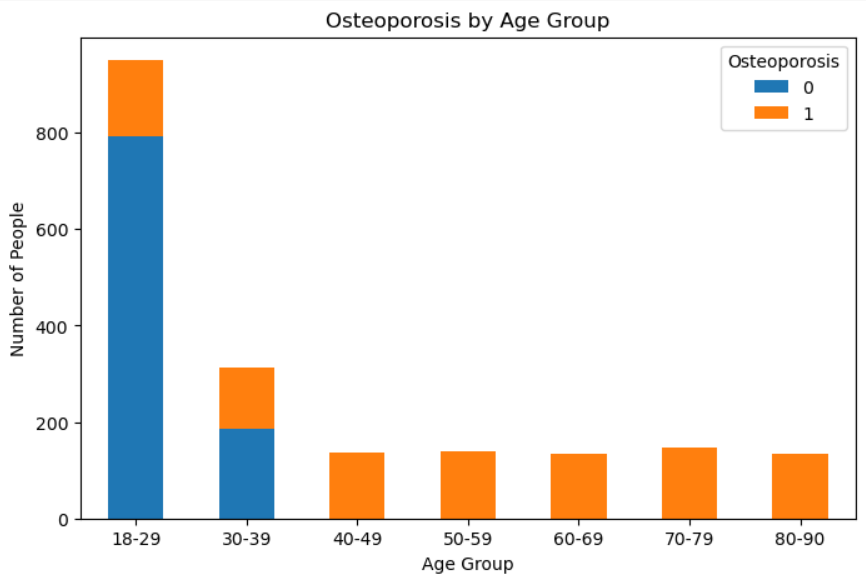 Osteoporosis by Age Group
Osteoporosis
0
1
800
600
400
200
0
Number of People
18-29 30-39 40-49 50-59 60-69 70-79 80-90
Age Group